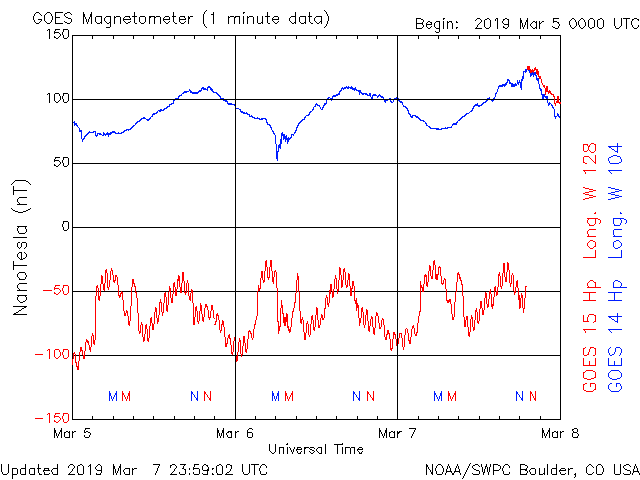 GOES Magnetometer (1 minute data)
Begin: 2019 Mar 5 0000 UTC
150
100
50
0
-50
-100
-150
NanoTesla (nT)
M M N N M M N N M M N N
Mar 5 Mar 6 Mar 7 Mar 8
Universal Time
GOES 15 Hp Long. W 128
GOES 14 Hp Long. W 104
Updated 2019 Mar 7 23:59:02 UTC
NOAA/SWPC Boulder, CO USA